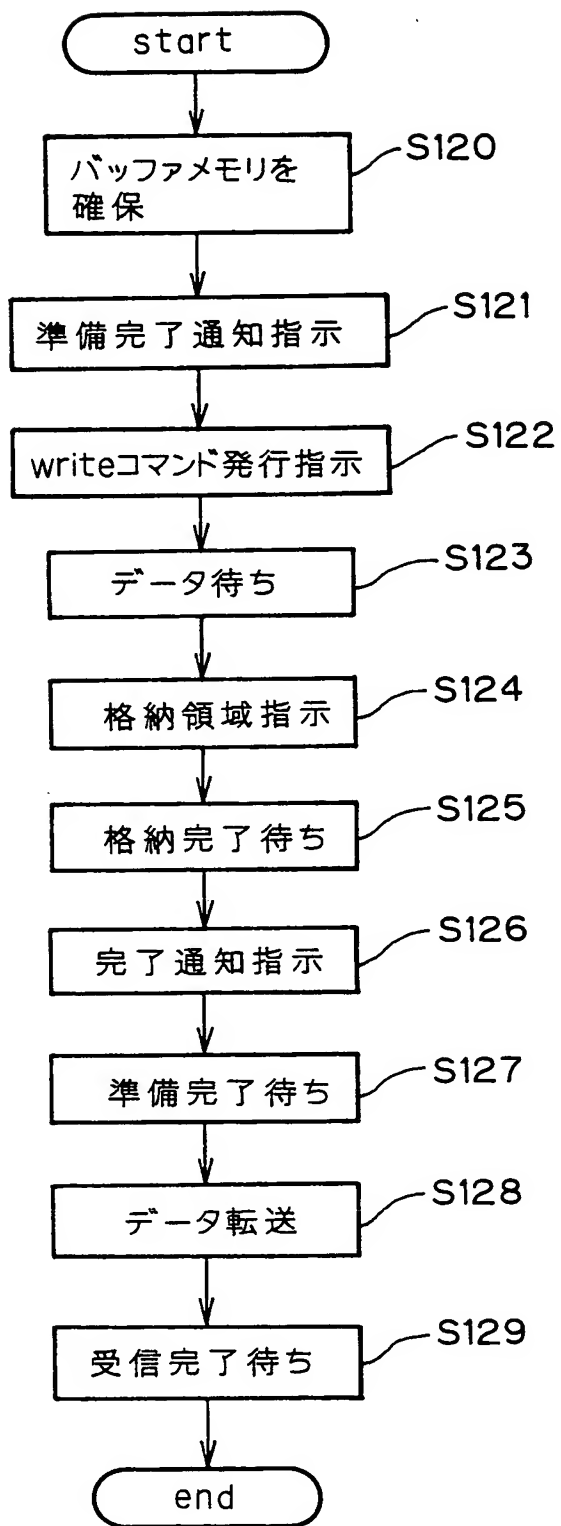 start
バッファメモリを
確保
S120
準備完了通知指示
S121
writeコマンド発行指示
S122
データ待ち
S123
格納領域指示
S124
格納完了待ち
S125
完了通知指示
S126
準備完了待ち
S127
データ転送
S128
受信完了待ち
S129
end